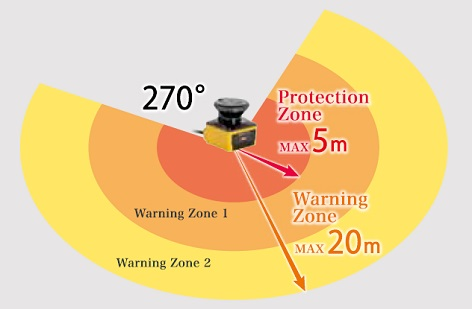 270°
Protection
Zone
MAX 5m
Warning
Zone
MAX 20m
Warning Zone 1
Warning Zone 2